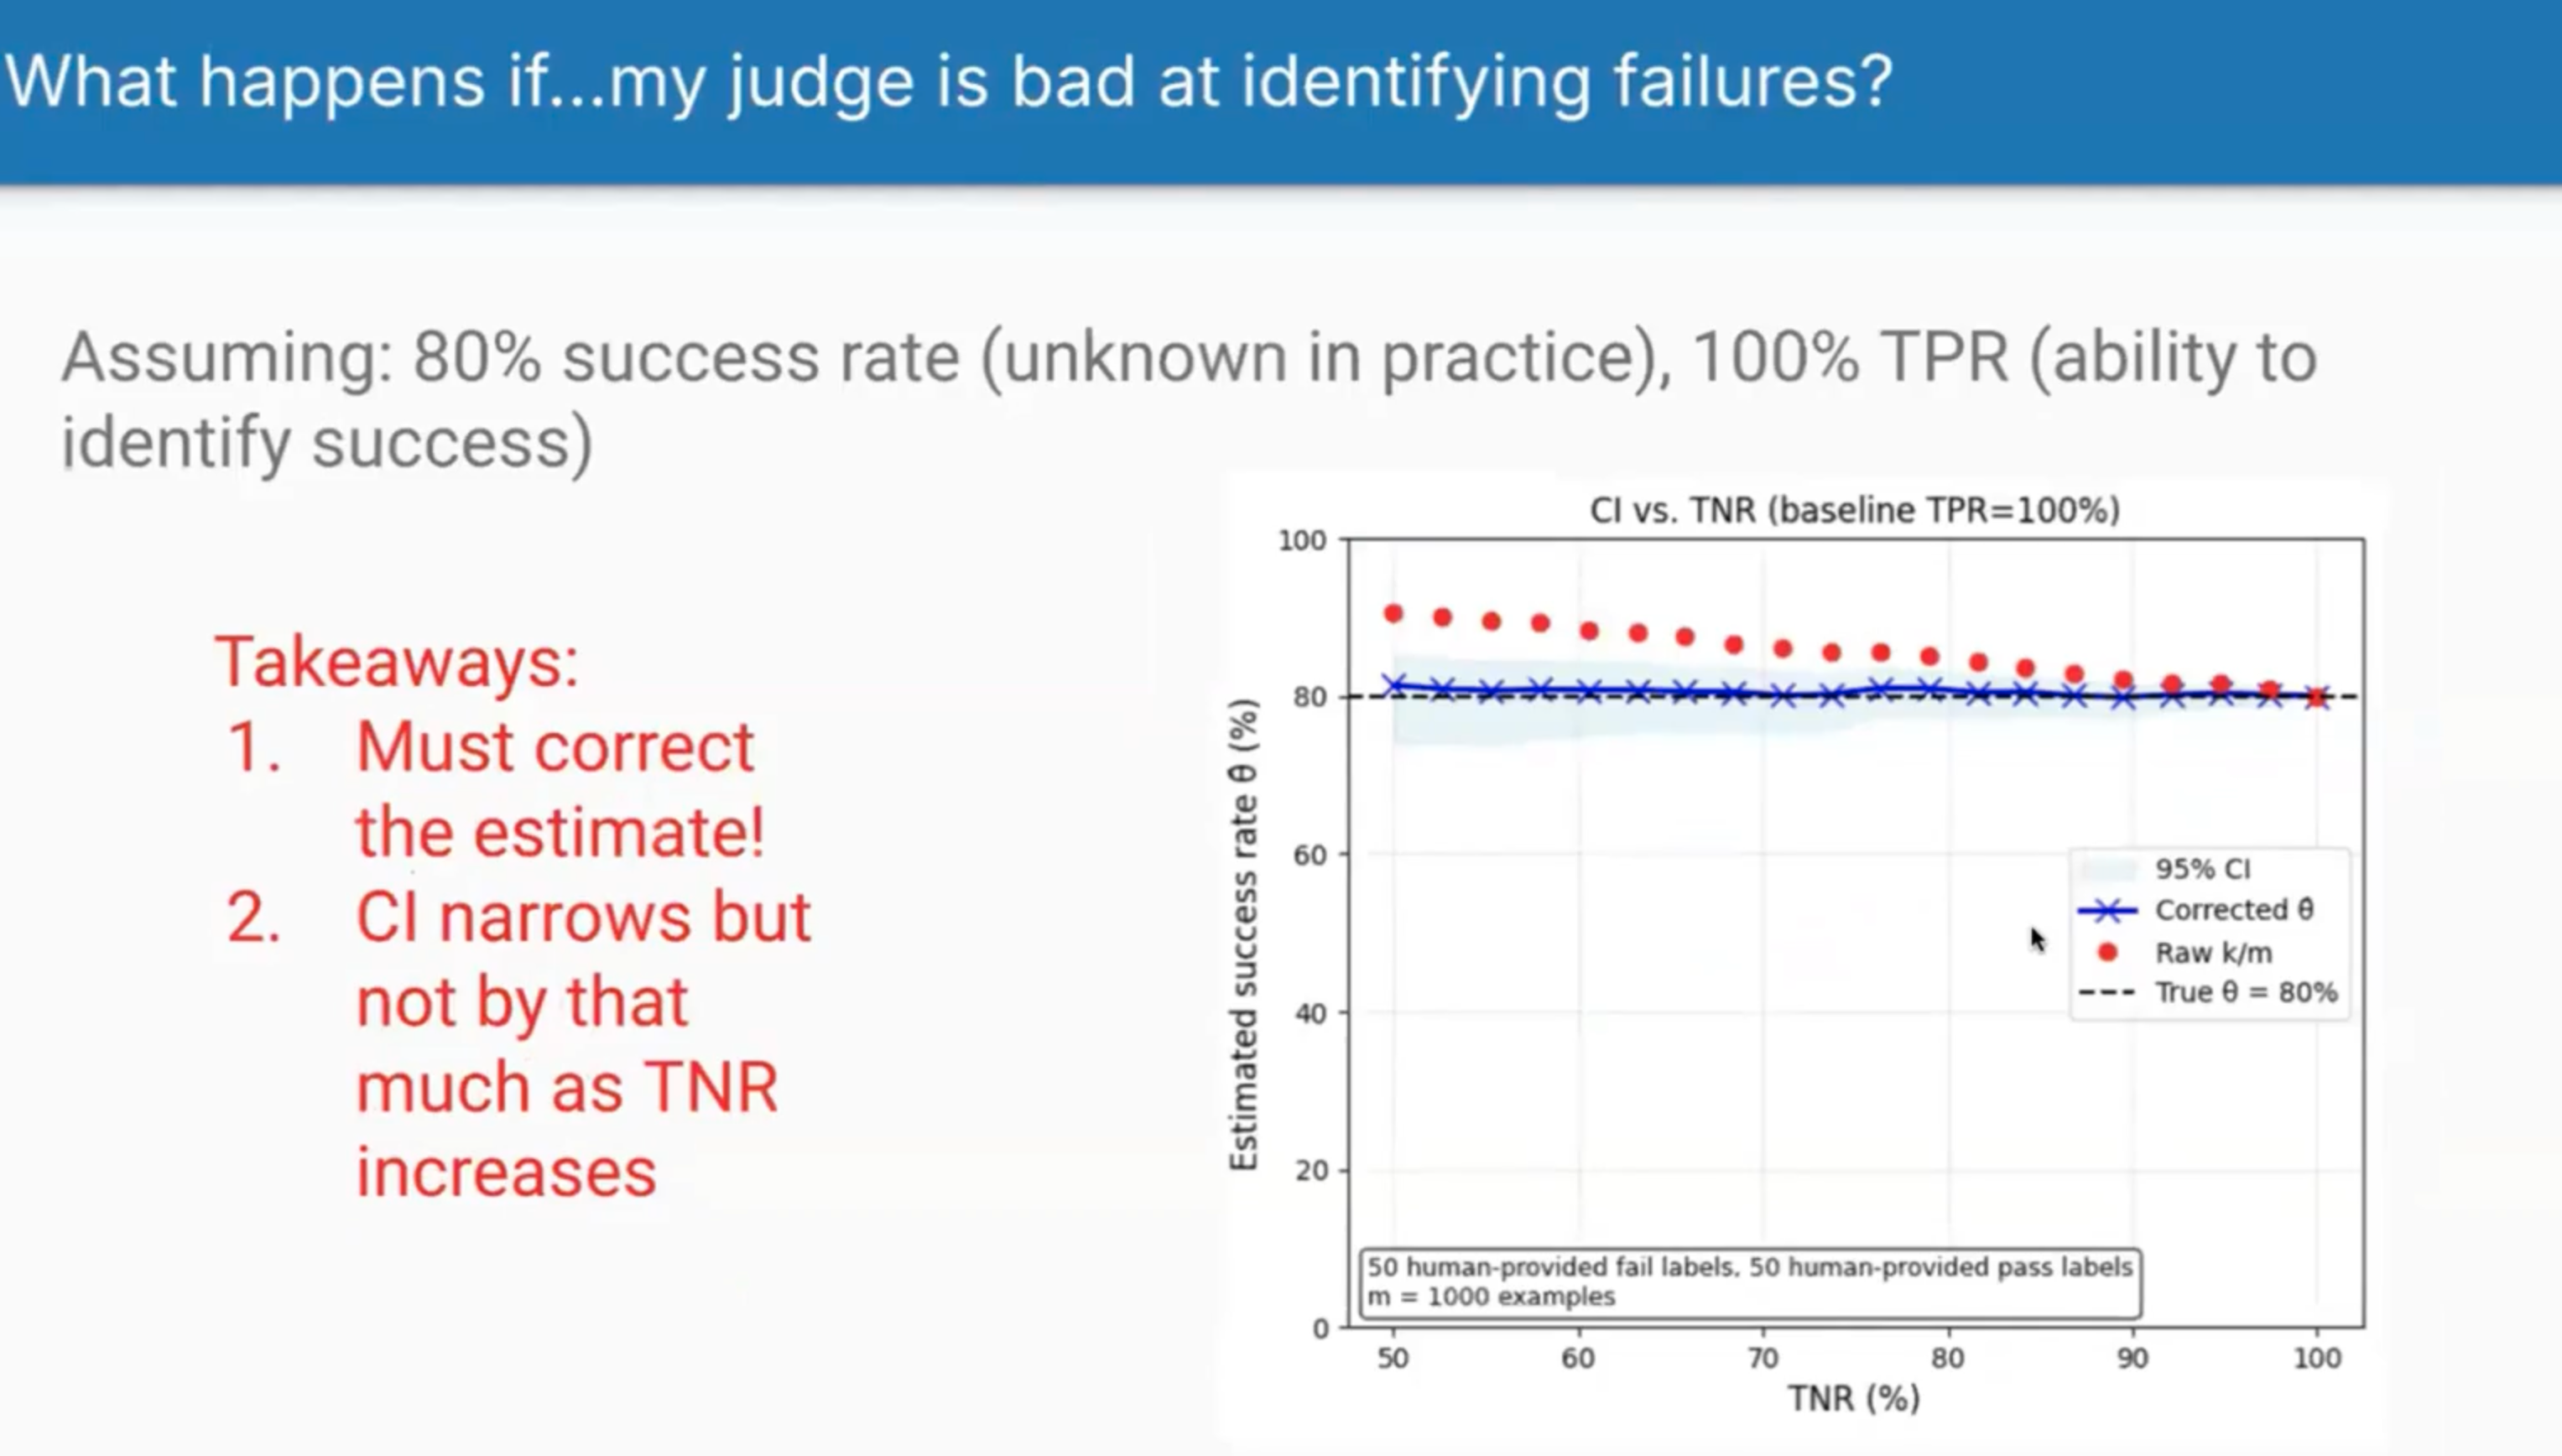 What happens if...my judge is bad at identifying failures?
Assuming: 80% success rate (unknown in practice), 100% TPR (ability to
identify success)
Takeaways:
1. Must correct
the estimate!
2. CI narrows but
not by that
much as TNR
increases
CI vs. TNR (baseline TPR=100%)
Estimated success rate θ̂ (%)
100
80
60
40
20
0
95% CI
Corrected θ̂
Raw k/m
True θ = 80%
50 human-provided fail labels, 50 human-provided pass labels
m = 1000 examples
50 60 70 80 90 100
TNR (%)